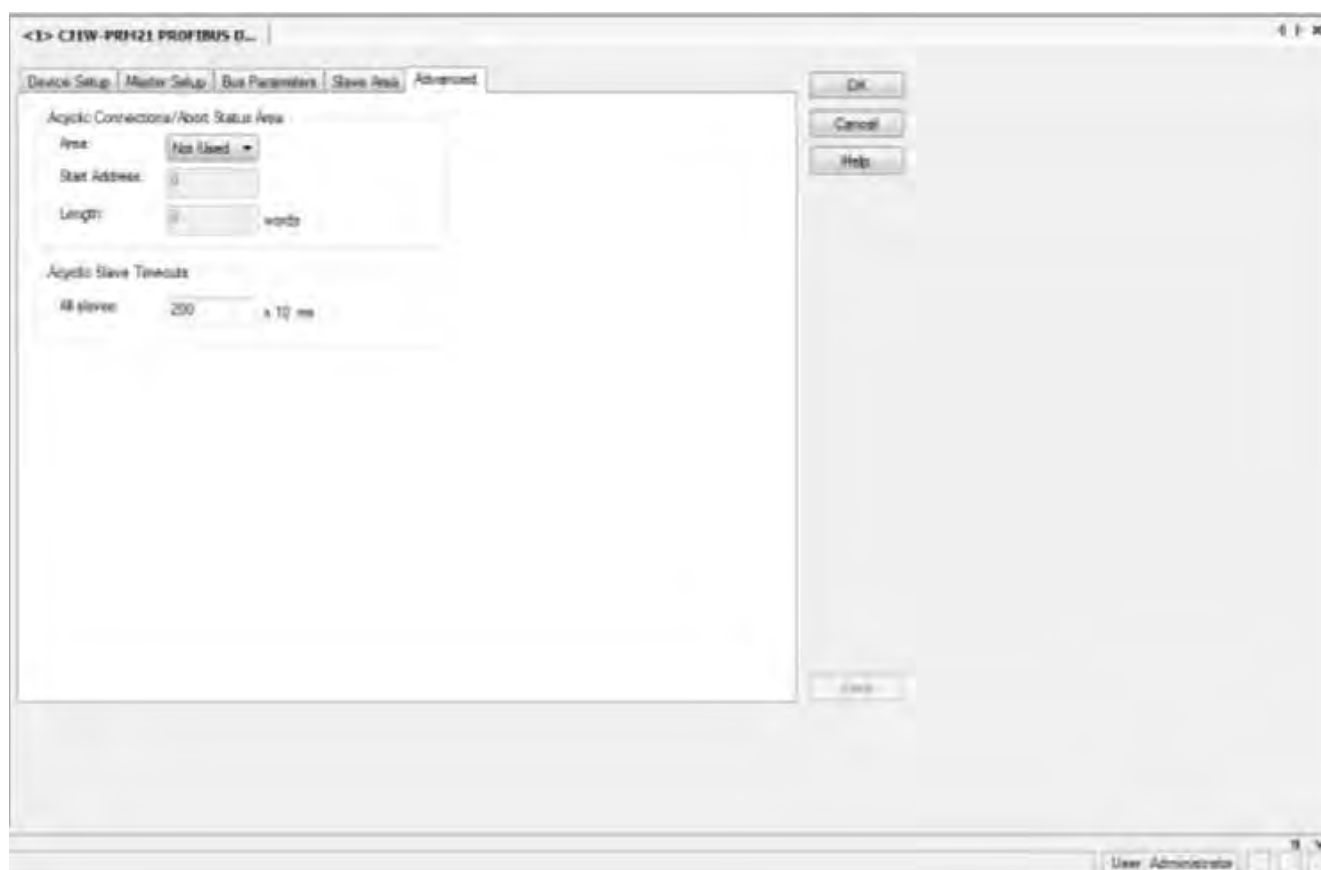 <1> CJ1W-PRM21 PROFIBUS D...
Device Setup Master Setup Bus Parameters Slave Area Advanced
OK
Cancel
Help
Acyclic Connections/Abort Status Area
Area: Not Used
Start Address: 0
Length: 0 words
Acyclic Slave Timeouts
All slaves: 200 x 10 ms
User: Administrator